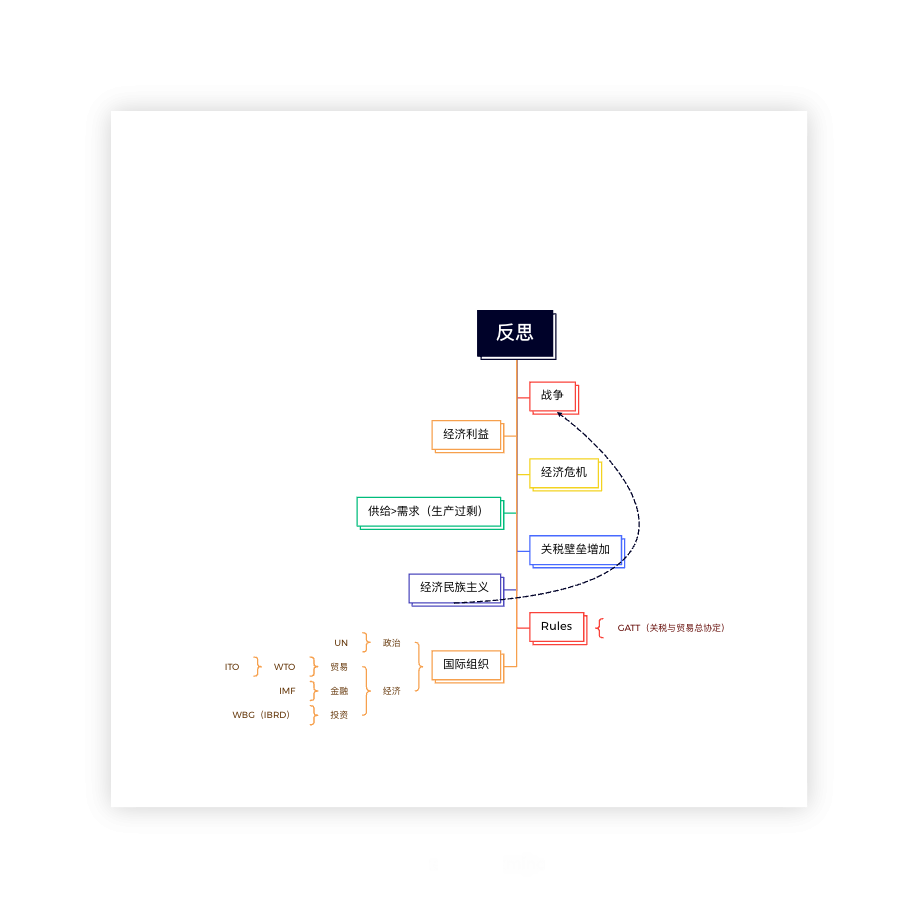 反思
战争
经济利益
经济危机
供给>需求（生产过剩）
关税壁垒增加
经济民族主义
Rules
GATT（关税与贸易总协定）
国际组织
政治
UN
经济
贸易
WTO
ITO
金融
IMF
投资
WBG（IBRD）